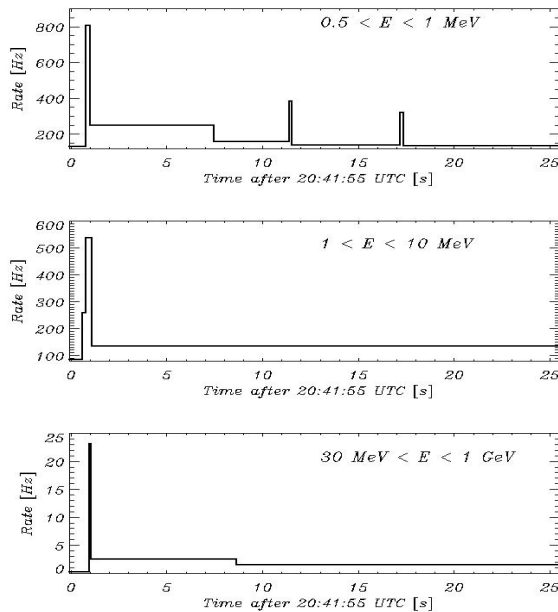 0.5 < E < 1 MeV
Rate [Hz]
800
600
400
200
0 5 10 15 20 25
Time after 20:41:55 UTC [s]
1 < E < 10 MeV
Rate [Hz]
600
500
400
300
200
100
0 5 10 15 20 25
Time after 20:41:55 UTC [s]
30 MeV < E < 1 GeV
Rate [Hz]
25
20
15
10
5
0
0 5 10 15 20 25
Time after 20:41:55 UTC [s]